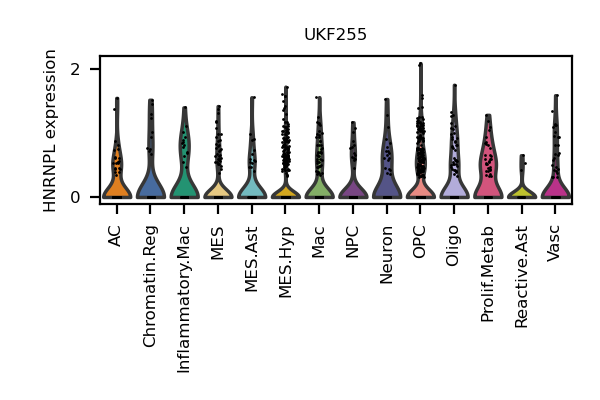 UKF255
HNRNPL expression
2
0
AC
Chromatin.Reg
Inflammatory.Mac
MES
MES.Ast
MES.Hyp
Mac
NPC
Neuron
OPC
Oligo
Prolif.Metab
Reactive.Ast
Vasc